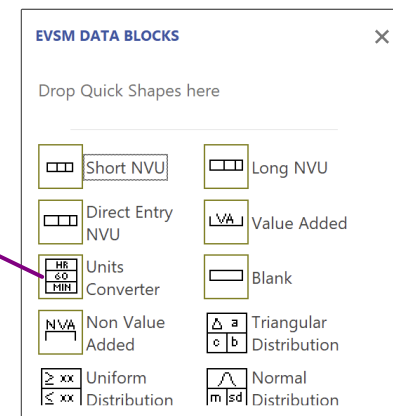 EVSM DATA BLOCKS
Drop Quick Shapes here
Short NVU
Long NVU
Direct Entry
NVU
VA
Value Added
HR
60
MIN
Units
Converter
Blank
NVA
Non Value
Added
a
c b
Triangular
Distribution
≥ xx
≤ xx
Uniform
Distribution
m sd
Normal
Distribution